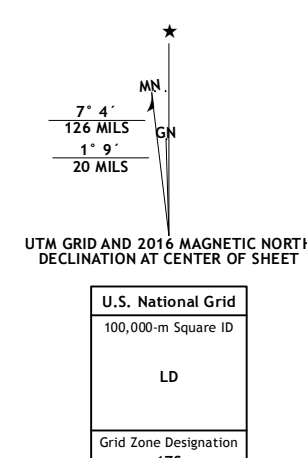 ★
MN
7° 4´
126 MILS
GN
1° 9´
20 MILS
UTM GRID AND 2016 MAGNETIC NORTH
DECLINATION AT CENTER OF SHEET
U.S. National Grid
100,000-m Square ID
LD
Grid Zone Designation